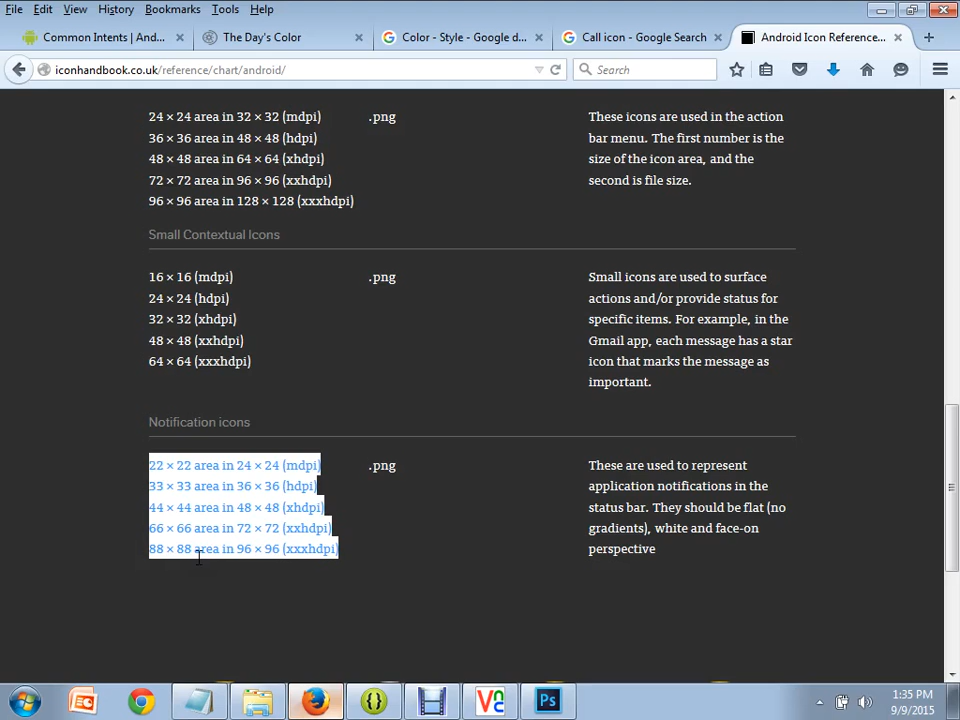 File Edit View History Bookmarks Tools Help
Common Intents | And...
The Day's Color
Color - Style - Google d...
Call icon - Google Search
Android Icon Reference...
iconhandbook.co.uk/reference/chart/android/
Search
24 × 24 area in 32 × 32 (mdpi)
36 × 36 area in 48 × 48 (hdpi)
48 × 48 area in 64 × 64 (xhdpi)
72 × 72 area in 96 × 96 (xxhdpi)
96 × 96 area in 128 × 128 (xxxhdpi)
.png
These icons are used in the action
bar menu. The first number is the
size of the icon area, and the
second is file size.
Small Contextual Icons
16 × 16 (mdpi)
24 × 24 (hdpi)
32 × 32 (xhdpi)
48 × 48 (xxhdpi)
64 × 64 (xxxhdpi)
.png
Small icons are used to surface
actions and/or provide status for
specific items. For example, in the
Gmail app, each message has a star
icon that marks the message as
important.
Notification icons
22 × 22 area in 24 × 24 (mdpi)
33 × 33 area in 36 × 36 (hdpi)
44 × 44 area in 48 × 48 (xhdpi)
66 × 66 area in 72 × 72 (xxhdpi)
88 × 88 area in 96 × 96 (xxxhdpi)
.png
These are used to represent
application notifications in the
status bar. They should be flat (no
gradients), white and face-on
perspective
1:35 PM
9/9/2015